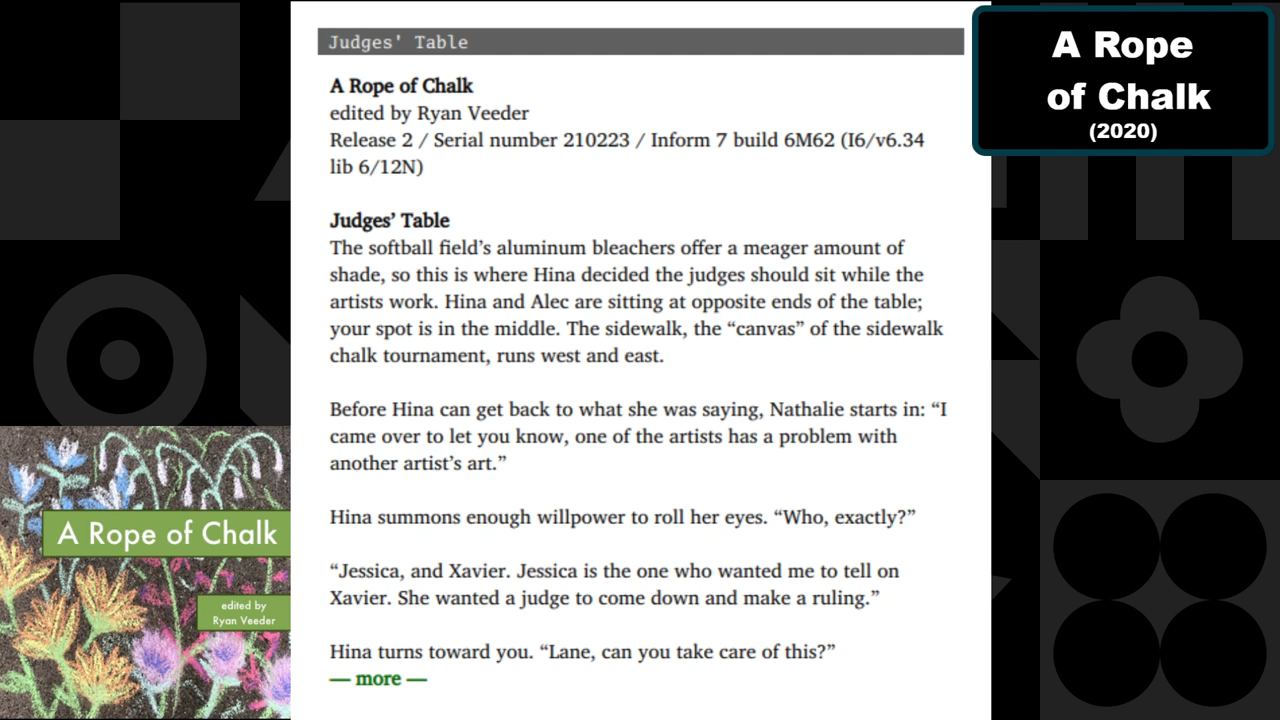 Judges' Table
A Rope of Chalk
edited by Ryan Veeder
Release 2 / Serial number 210223 / Inform 7 build 6M62 (I6/v6.34
lib 6/12N)
Judges’ Table
The softball field’s aluminum bleachers offer a meager amount of
shade, so this is where Hina decided the judges should sit while the
artists work. Hina and Alec are sitting at opposite ends of the table;
your spot is in the middle. The sidewalk, the “canvas” of the sidewalk
chalk tournament, runs west and east.
Before Hina can get back to what she was saying, Nathalie starts in: “I
came over to let you know, one of the artists has a problem with
another artist’s art.”
Hina summons enough willpower to roll her eyes. “Who, exactly?”
“Jessica, and Xavier. Jessica is the one who wanted me to tell on
Xavier. She wanted a judge to come down and make a ruling.”
Hina turns toward you. “Lane, can you take care of this?”
— more —
A Rope
of Chalk
(2020)
A Rope of Chalk
edited by
Ryan Veeder